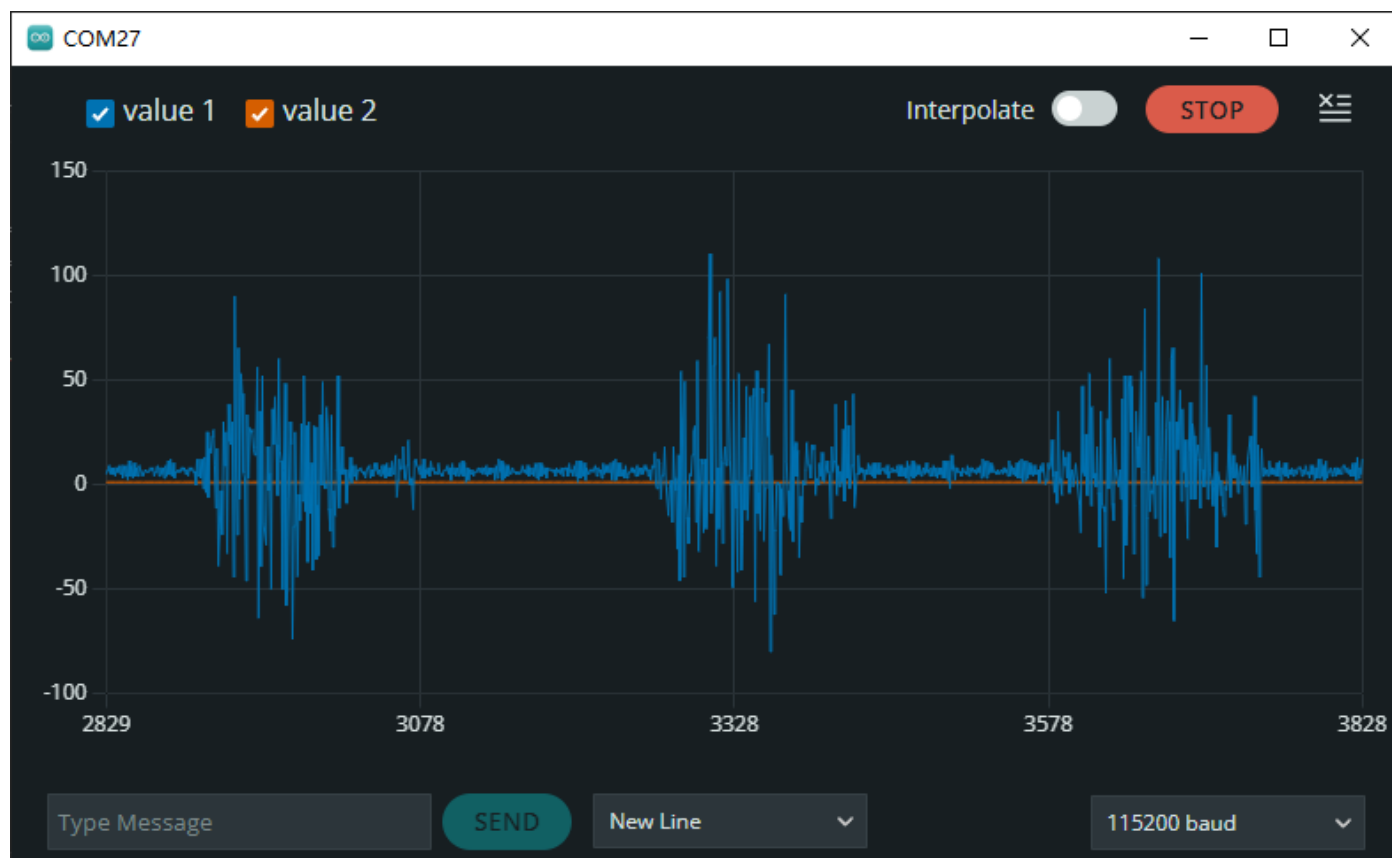 COM27
value 1 value 2 Interpolate STOP
150
100
50
0
-50
-100
2829 3078 3328 3578 3828
Type Message SEND New Line 115200 baud